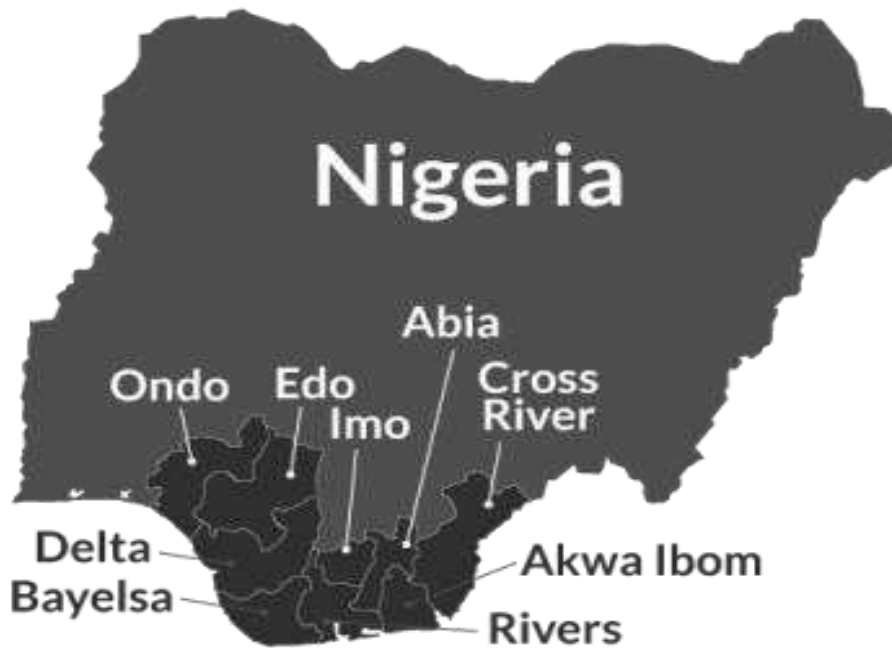 Nigeria
Abia
Ondo
Edo
Imo
Cross
River
Delta
Bayelsa
Akwa Ibom
Rivers